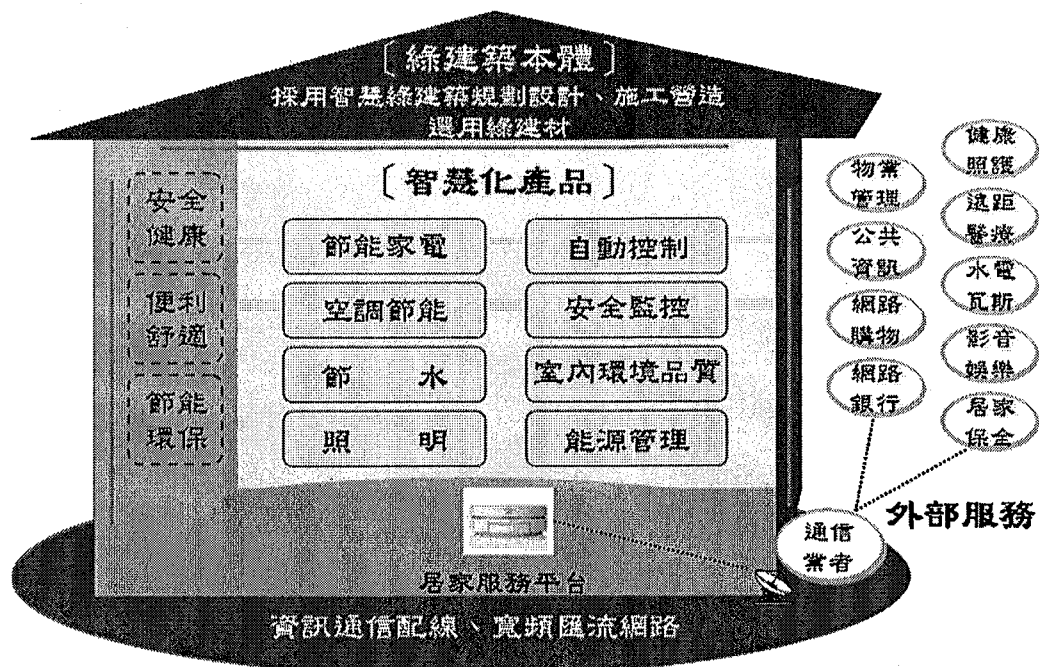 〔綠建築本體〕
採用智慧綠建築規劃設計、施工營造
選用綠建材
〔智慧化產品〕
安全
健康
便利
舒適
節能
環保
節能家電
自動控制
空調節能
安全監控
節 水
室內環境品質
照 明
能源管理
居家服務平台
資訊通信配線、寬頻匯流網路
物業
管理
公共
資訊
網路
購物
網路
銀行
健康
照護
遠距
醫療
水電
瓦斯
影音
娛樂
居家
保全
外部服務
通信
業者